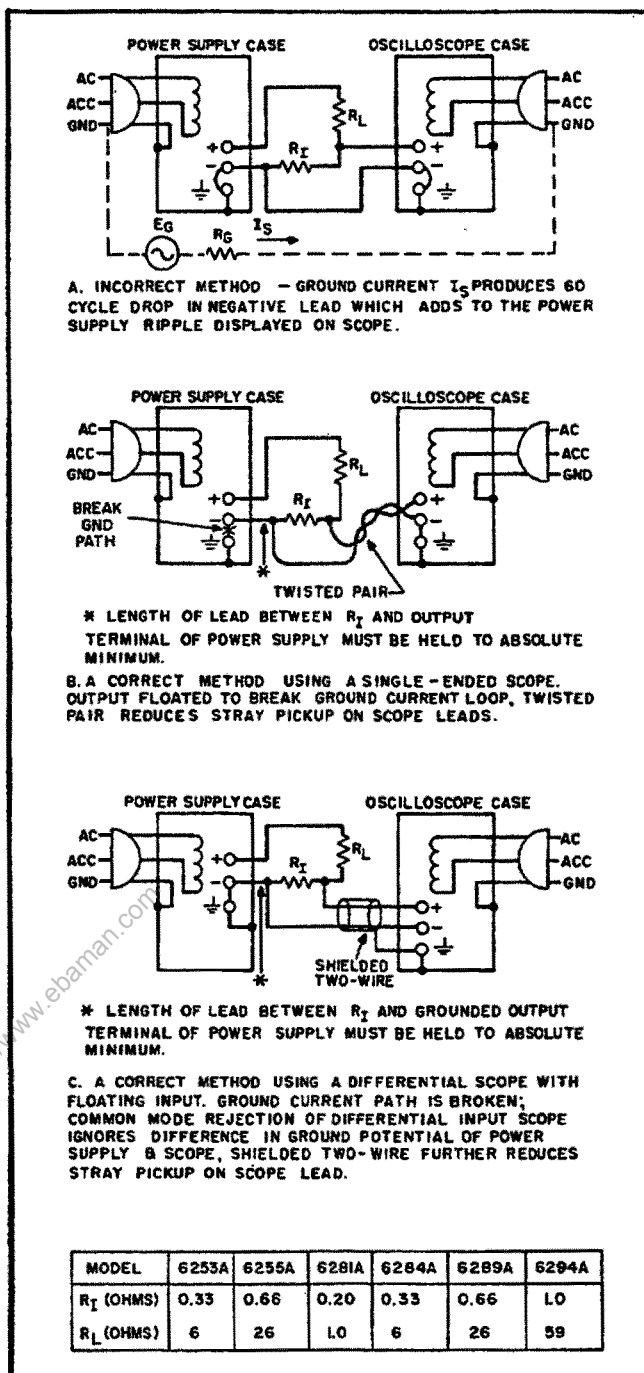 POWER SUPPLY CASE
OSCILLOSCOPE CASE
AC
ACC
GND
+
-
R_L
R_I
+
-
AC
ACC
GND
E_G
R_G
I_S
A. INCORRECT METHOD - GROUND CURRENT I_S PRODUCES 60
CYCLE DROP IN NEGATIVE LEAD WHICH ADDS TO THE POWER
SUPPLY RIPPLE DISPLAYED ON SCOPE.
POWER SUPPLY CASE
OSCILLOSCOPE CASE
AC
ACC
GND
BREAK
GND
PATH
+
-
R_L
R_I
*
+
-
AC
ACC
GND
TWISTED PAIR
* LENGTH OF LEAD BETWEEN R_I AND OUTPUT
TERMINAL OF POWER SUPPLY MUST BE HELD TO ABSOLUTE
MINIMUM.
B. A CORRECT METHOD USING A SINGLE-ENDED SCOPE.
OUTPUT FLOATED TO BREAK GROUND CURRENT LOOP, TWISTED
PAIR REDUCES STRAY PICKUP ON SCOPE LEADS.
POWER SUPPLY CASE
OSCILLOSCOPE CASE
AC
ACC
GND
+
-
R_I
R_L
*
+
-
AC
ACC
GND
SHIELDED
TWO-WIRE
* LENGTH OF LEAD BETWEEN R_I AND GROUNDED OUTPUT
TERMINAL OF POWER SUPPLY MUST BE HELD TO ABSOLUTE
MINIMUM.
C. A CORRECT METHOD USING A DIFFERENTIAL SCOPE WITH
FLOATING INPUT. GROUND CURRENT PATH IS BROKEN;
COMMON MODE REJECTION OF DIFFERENTIAL INPUT SCOPE
IGNORES DIFFERENCE IN GROUND POTENTIAL OF POWER
SUPPLY & SCOPE, SHIELDED TWO-WIRE FURTHER REDUCES
STRAY PICKUP ON SCOPE LEAD.
MODEL 6253A 6255A 6281A 6284A 6289A 6294A
R_I (OHMS) 0.33 0.66 0.20 0.33 0.66 1.0
R_L (OHMS) 6 26 1.0 6 26 59
www.ebaman.com